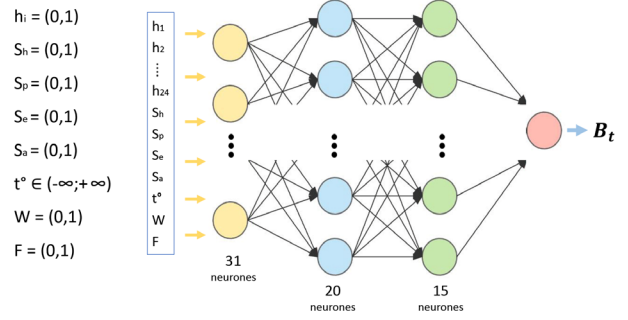 hᵢ = (0,1)
Sₕ = (0,1)
Sₚ = (0,1)
Sₑ = (0,1)
Sₐ = (0,1)
t° ∈ (-∞;+∞)
W = (0,1)
F = (0,1)
h₁
h₂
⋮
h₂₄
Sₕ
Sₚ
Sₑ
Sₐ
t°
W
F
31
neurones
20
neurones
15
neurones
Bₜ